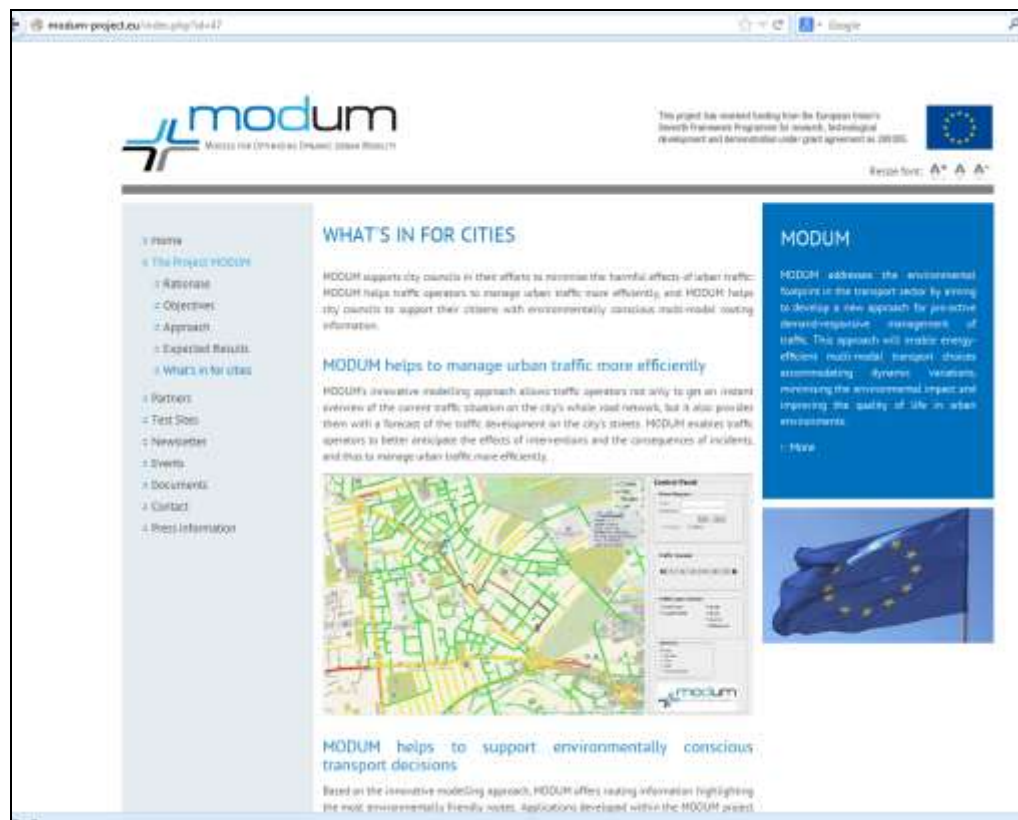 modum-project.eu/index.php?id=47
Google
modum
MODELS FOR OPTIMISING DYNAMIC URBAN MOBILITY
This project has received funding from the European Union's
Seventh Framework Programme for research, technological
development and demonstration under grant agreement no
Resize font: A+ A A-
Home
The Project MODUM
Rationale
Objectives
Approach
Expected Results
What's in for cities
Partners
Test Sites
Newsletter
Events
Documents
Contact
Press Information
WHAT'S IN FOR CITIES
MODUM supports city councils in their efforts to minimise the harmful effects of urban traffic:
MODUM helps traffic operators to manage urban traffic more efficiently, and MODUM helps
city councils to support their citizens with environmentally conscious multi-modal routing
information.
MODUM helps to manage urban traffic more efficiently
MODUM's innovative modelling approach allows traffic operators not only to get an instant
overview of the current traffic situation on the city's whole road network, but it also provides
them with a forecast of the traffic development on the city's streets. MODUM enables traffic
operators to better anticipate the effects of interventions and the consequences of incidents,
and thus to manage urban traffic more efficiently.
Control Panel
modum
MODUM helps to support environmentally conscious
transport decisions
Based on the innovative modelling approach, MODUM offers routing information highlighting
the most environmentally friendly routes. Applications developed within the MODUM project
MODUM
MODUM addresses the environmental
footprint in the transport sector by aiming
to develop a new approach for pro-active
demand-responsive management of
traffic. This approach will enable energy-
efficient multi-modal transport choices
accommodating dynamic variations,
minimising the environmental impact and
improving the quality of life in urban
environments.
More